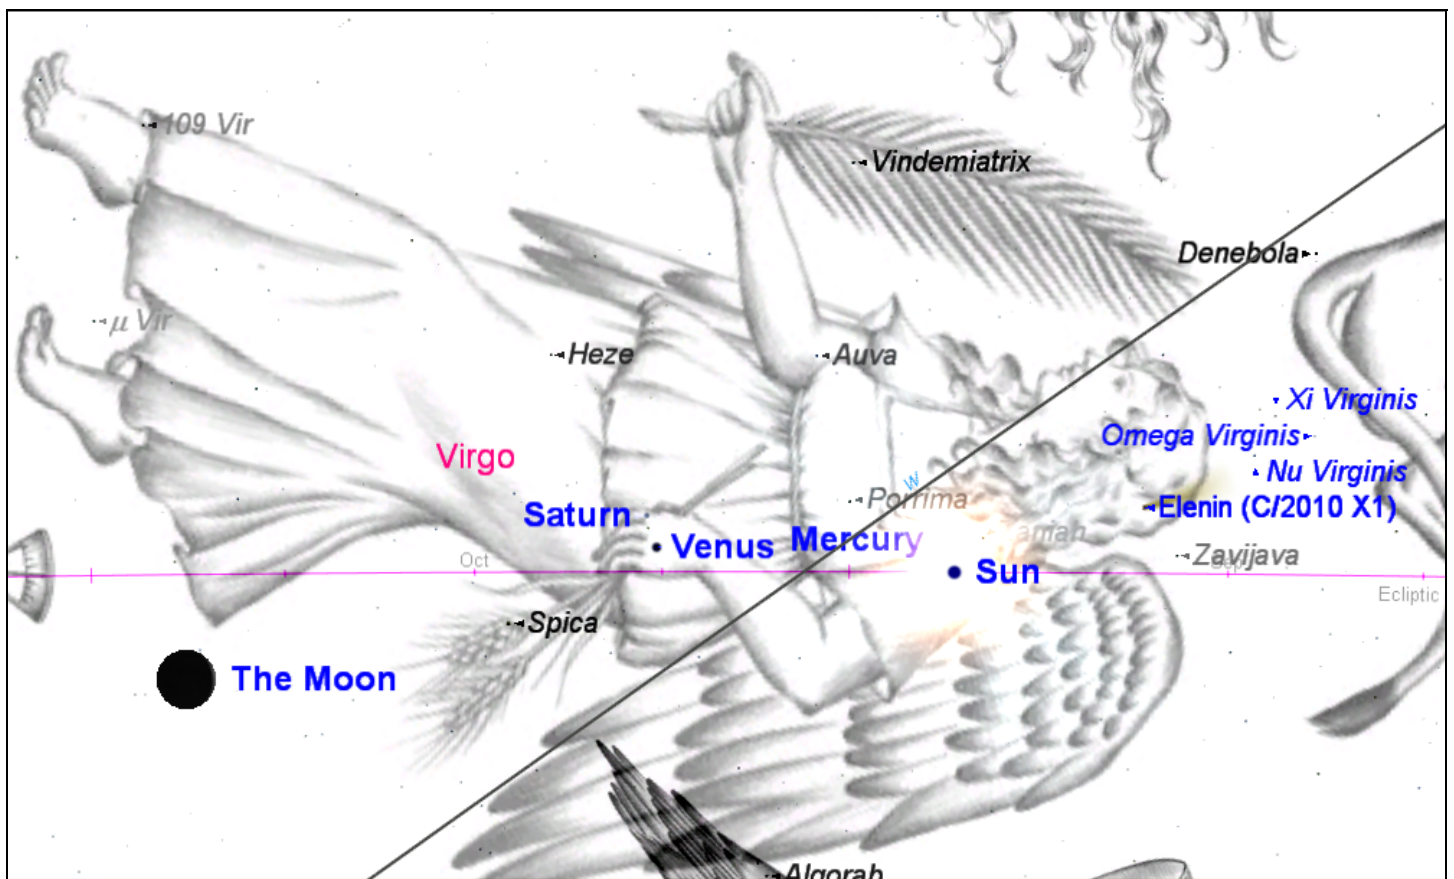 109 Vir
Vindemiatrix
Denebola
μ Vir
Heze
Auva
Xi Virginis
Omega Virginis
Virgo
Nu Virginis
W
Porrima
Elenin (C/2010 X1)
Saturn
Venus
Mercury
Zavijava
Oct
Sun
Ecliptic
Spica
The Moon
Algorab